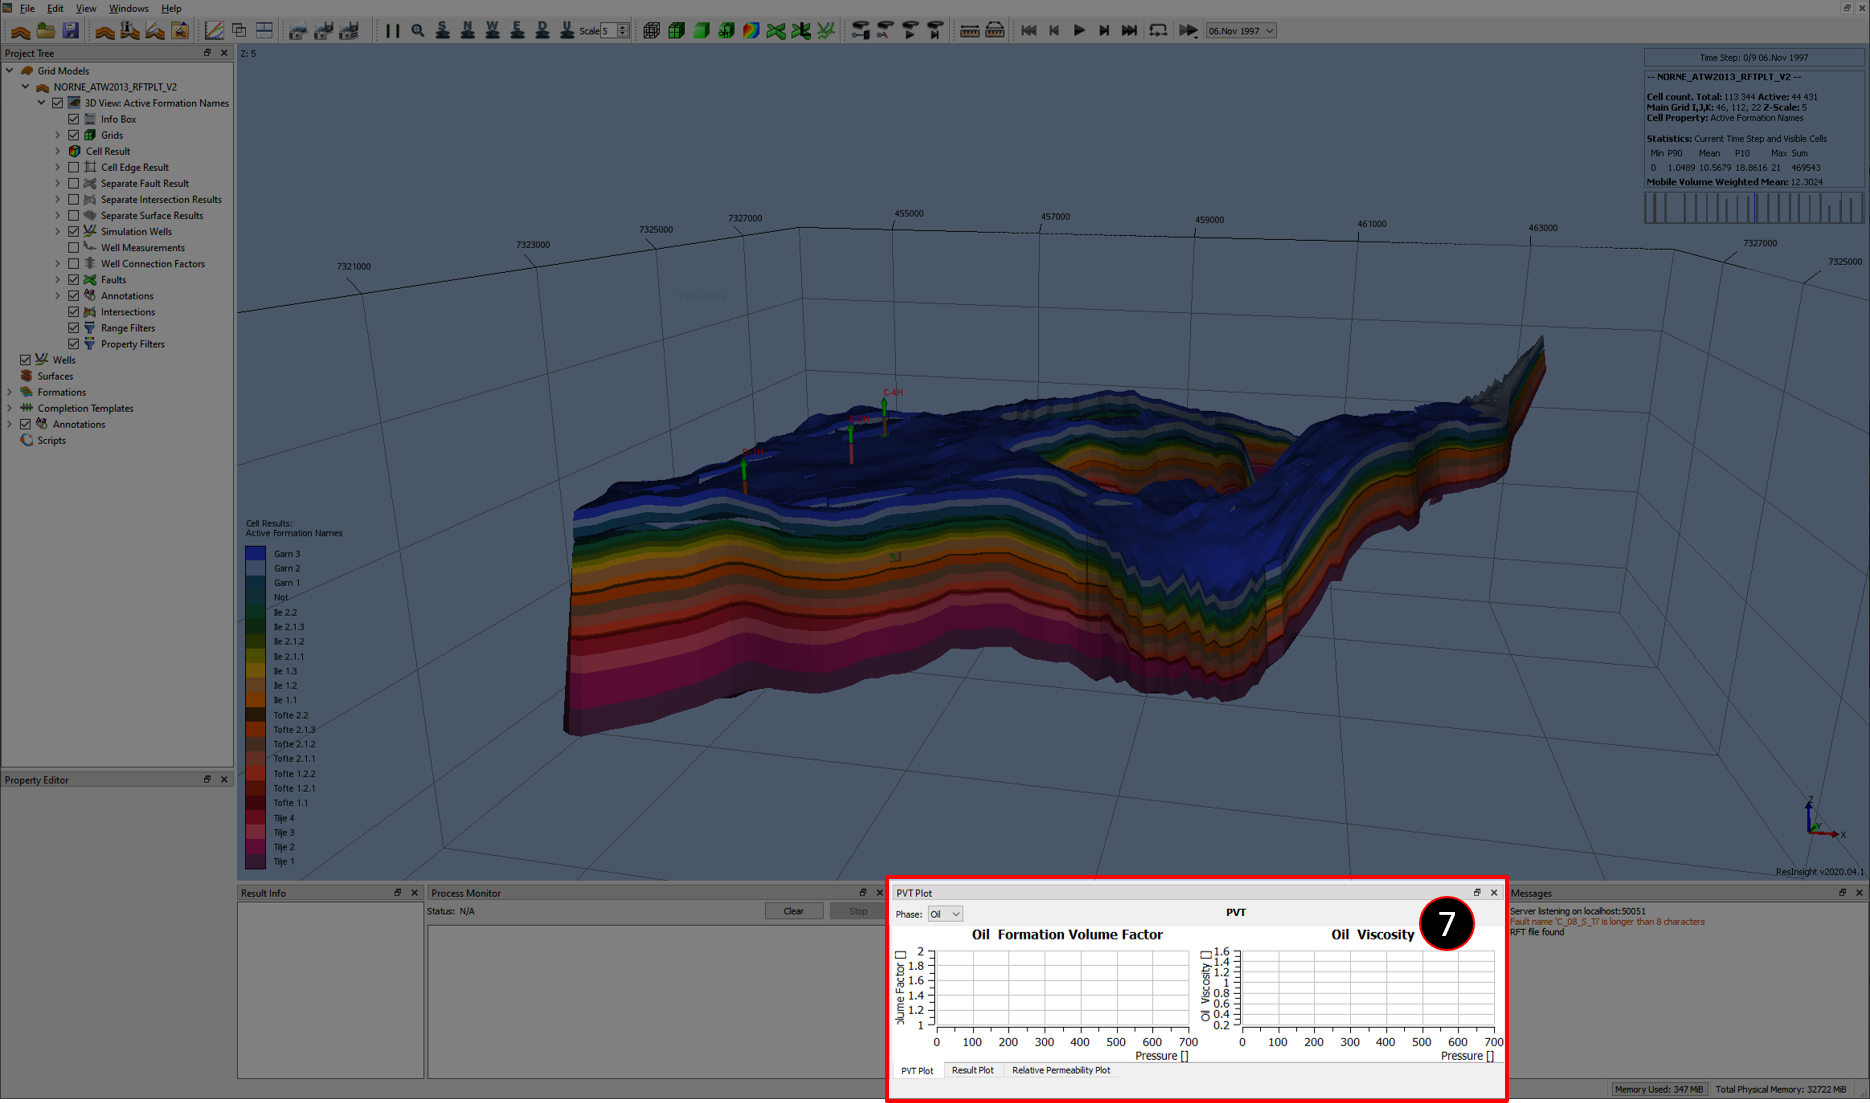 File Edit View Windows Help
Scale 5
06.Nov 1997
S N W E D U
Project Tree
Grid Models
NORNE_ATW2013_RFTPLT_V2
3D View: Active Formation Names
Info Box
Grids
Cell Result
Cell Edge Result
Separate Fault Result
Separate Intersection Results
Separate Surface Results
Simulation Wells
Well Measurements
Well Connection Factors
Faults
Annotations
Intersections
Range Filters
Property Filters
Wells
Surfaces
Formations
Completion Templates
Annotations
Scripts
Property Editor
Z: 5
Time Step: 0/9 06.Nov 1997
-- NORNE_ATW2013_RFTPLT_V2 --
Cell count. Total: 113 344 Active: 44 431
Main Grid I,J,K: 46, 112, 22 Z-Scale: 5
Cell Property: Active Formation Names
Statistics: Current Time Step and Visible Cells
Min P90 Mean P10 Max Sum
0 1.0489 10.5679 18.8616 21 469543
Mobile Volume Weighted Mean: 12.3024
7321000
7323000
7325000
7327000
455000
457000
459000
461000
463000
7327000
7325000
C-4H
Cell Results:
Active Formation Names
Garn 3
Garn 2
Garn 1
Not
Ile 2.2
Ile 2.1.3
Ile 2.1.2
Ile 2.1.1
Ile 1.3
Ile 1.2
Ile 1.1
Tofte 2.2
Tofte 2.1.3
Tofte 2.1.2
Tofte 2.1.1
Tofte 1.2.2
Tofte 1.2.1
Tofte 1.1
Tilje 4
Tilje 3
Tilje 2
Tilje 1
Z
Y
X
ResInsight v2020.04.1
Result Info
Process Monitor
Status: N/A
Clear
Stop
PVT Plot
Phase: Oil
PVT
7
Oil Formation Volume Factor
olume Factor []
2
1.8
1.6
1.4
1.2
1
0 100 200 300 400 500 600 700
Pressure []
Oil Viscosity
Oil Viscosity []
1.6
1.4
1.2
1
0.8
0.6
0.4
0.2
0 100 200 300 400 500 600 700
Pressure []
PVT Plot Result Plot Relative Permeability Plot
Messages
Server listening on localhost:50051
Fault name 'C_08_S_Ti' is longer than 8 characters
RFT file found
Memory Used: 347 MiB Total Physical Memory: 32722 MiB